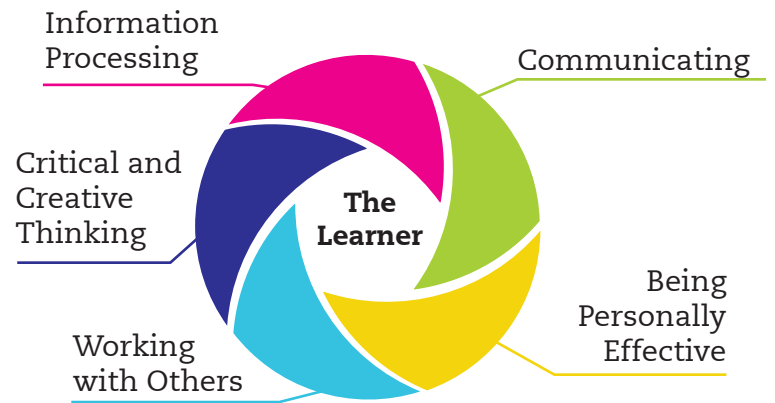 Information
Processing
Communicating
Critical and
Creative
Thinking
The
Learner
Being
Personally
Effective
Working
with Others